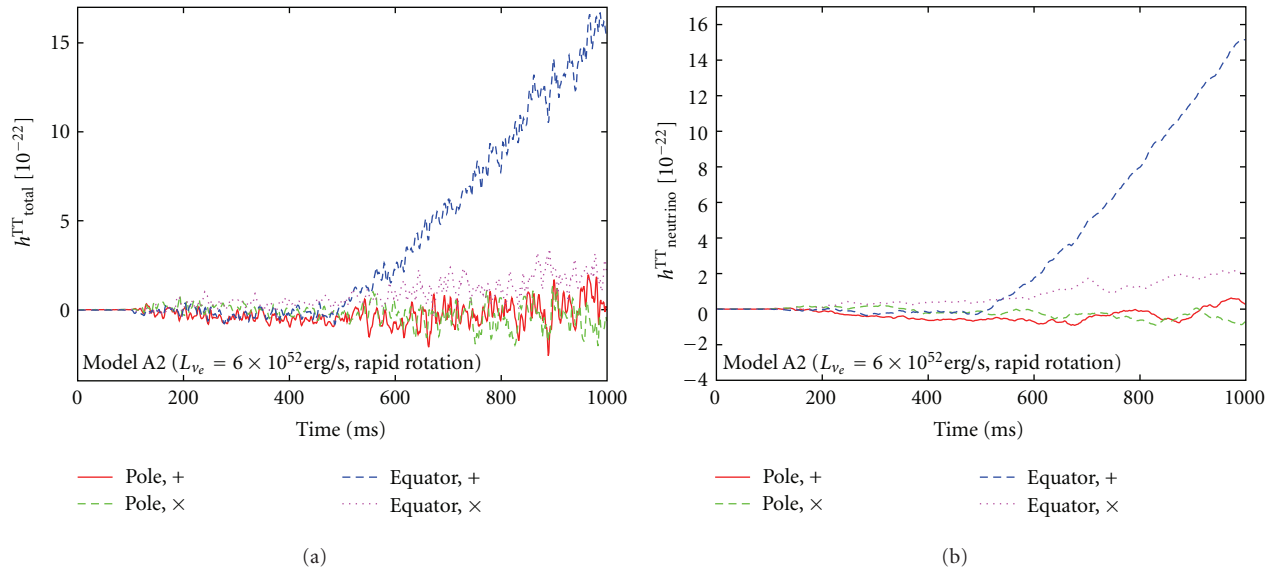 15
10
5
0
h^TT_total [10^−22]
Model A2 (L_νe = 6 × 10^52 erg/s, rapid rotation)
0 200 400 600 800 1000
Time (ms)
Pole, +
Pole, ×
Equator, +
Equator, ×
(a)
16
14
12
10
8
6
4
2
0
−2
−4
h^TT_neutrino [10^−22]
Model A2 (L_νe = 6 × 10^52 erg/s, rapid rotation)
0 200 400 600 800 1000
Time (ms)
Pole, +
Pole, ×
Equator, +
Equator, ×
(b)